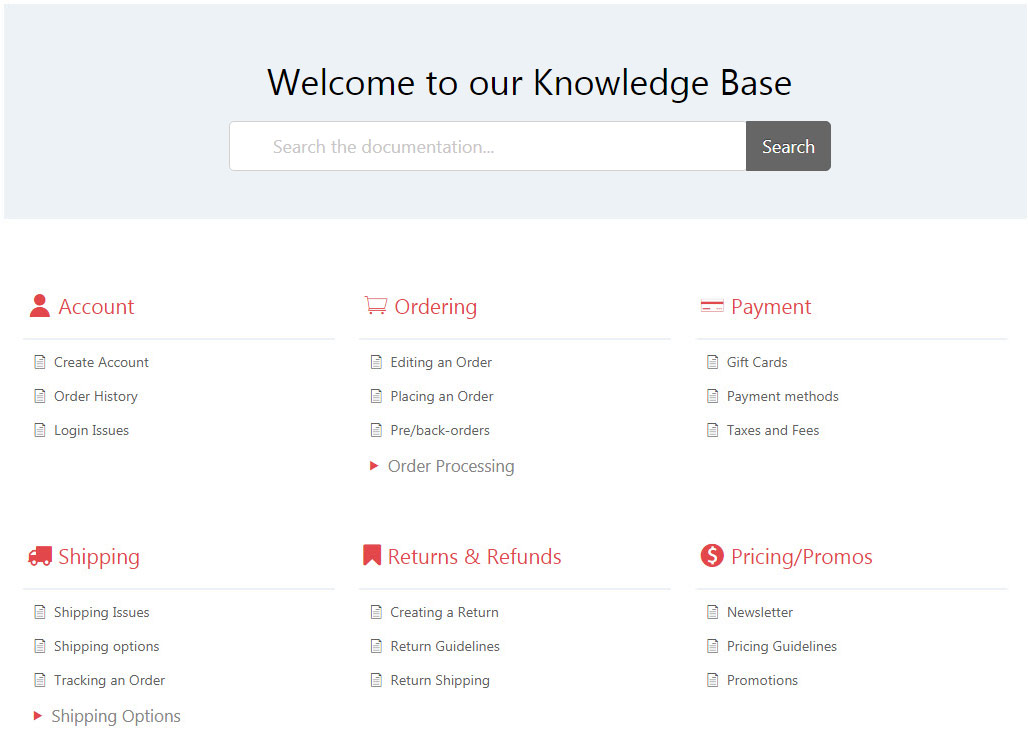 Welcome to our Knowledge Base
Search the documentation...
Search
Account
Create Account
Order History
Login Issues
Ordering
Editing an Order
Placing an Order
Pre/back-orders
Order Processing
Payment
Gift Cards
Payment methods
Taxes and Fees
Shipping
Shipping Issues
Shipping options
Tracking an Order
Shipping Options
Returns & Refunds
Creating a Return
Return Guidelines
Return Shipping
Pricing/Promos
Newsletter
Pricing Guidelines
Promotions